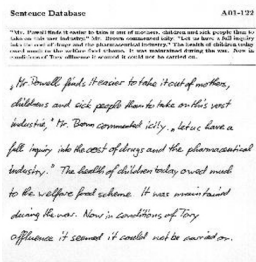 Sentence Database A01-122
"Mr. Powell finds it easier to take it out of mothers, children and sick people than to
take on this vast industry," Mr. Brown commented icily. "Let us have a full inquiry
into the cost of drugs and the pharmaceutical industry." The health of children today
owed much to the welfare food scheme. It was maintained during the war. Now in
conditions of Tory affluence it seemed it could not be carried on.
"Mr. Powell finds it easier to take it out of mothers,
children and sick people than to take on this vast
industrie," Mr. Brown commented icily. "Let us have a
full inquiry into the cost of drugs and the pharmaceutical
industry." The health of children today owed much
to the welfare food scheme. It was maintained
during the war. Now in conditions of Tory
affluence it seemed it could not be carried on.